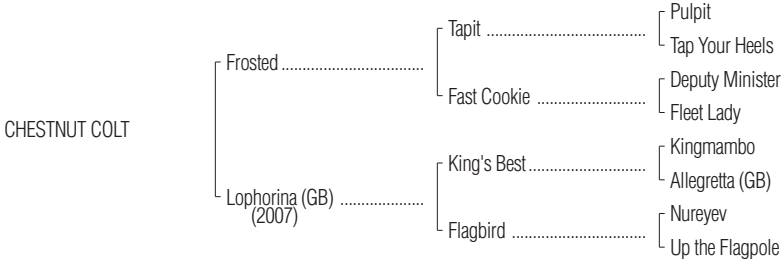 Pulpit
Tapit ........................................
Tap Your Heels
Frosted ...........................................
Deputy Minister
Fast Cookie ................................
Fleet Lady
CHESTNUT COLT
Kingmambo
King's Best ...................................
Allegretta (GB)
Lophorina (GB) .........................
(2007)
Nureyev
Flagbird ........................................
Up the Flagpole